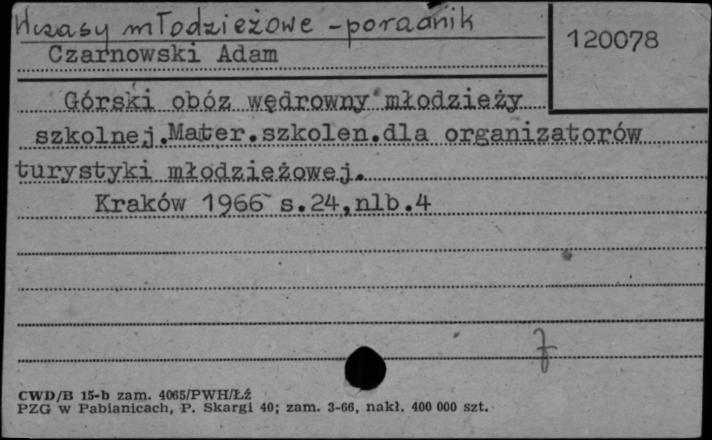 Wczasy młodzieżowe - poradnik
120078
Czarnowski Adam
Górski obóz wędrowny młodzieży
szkolnej.Mater.szkolen.dla organizatorów
turystyki młodzieżowej.
Kraków 1966 s.24,nlb.4
CWD/B 15-b zam. 4065/PWH/Łź
PZG w Pabianicach, P. Skargi 40; zam. 3-66, nakł. 400 000 szt.